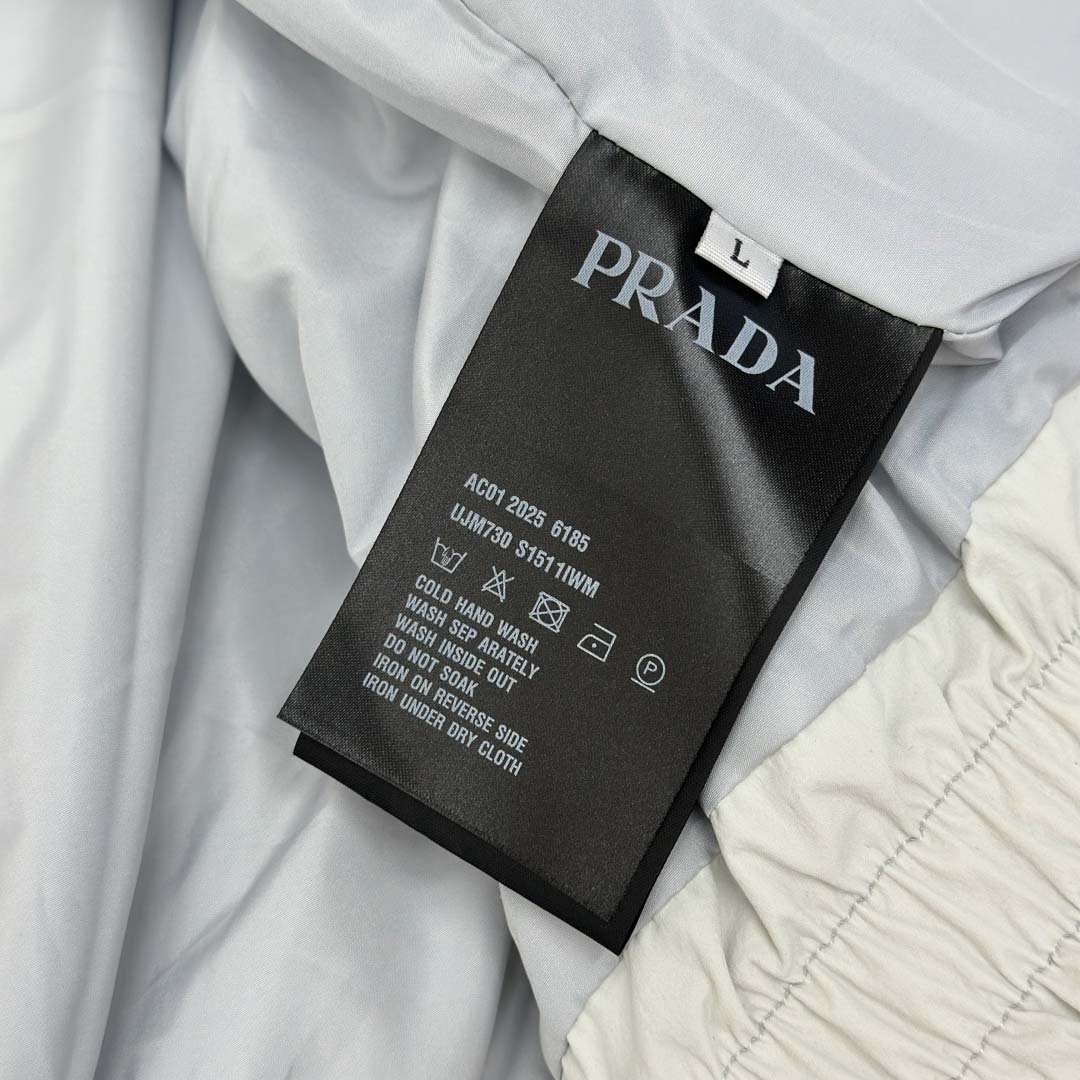 L
PRADA
AC01 2025 6185
UJM730 S1511IWM
P
COLD HAND WASH
WASH SEP ARATELY
WASH INSIDE OUT
DO NOT SOAK
IRON ON REVERSE SIDE
IRON UNDER DRY CLOTH